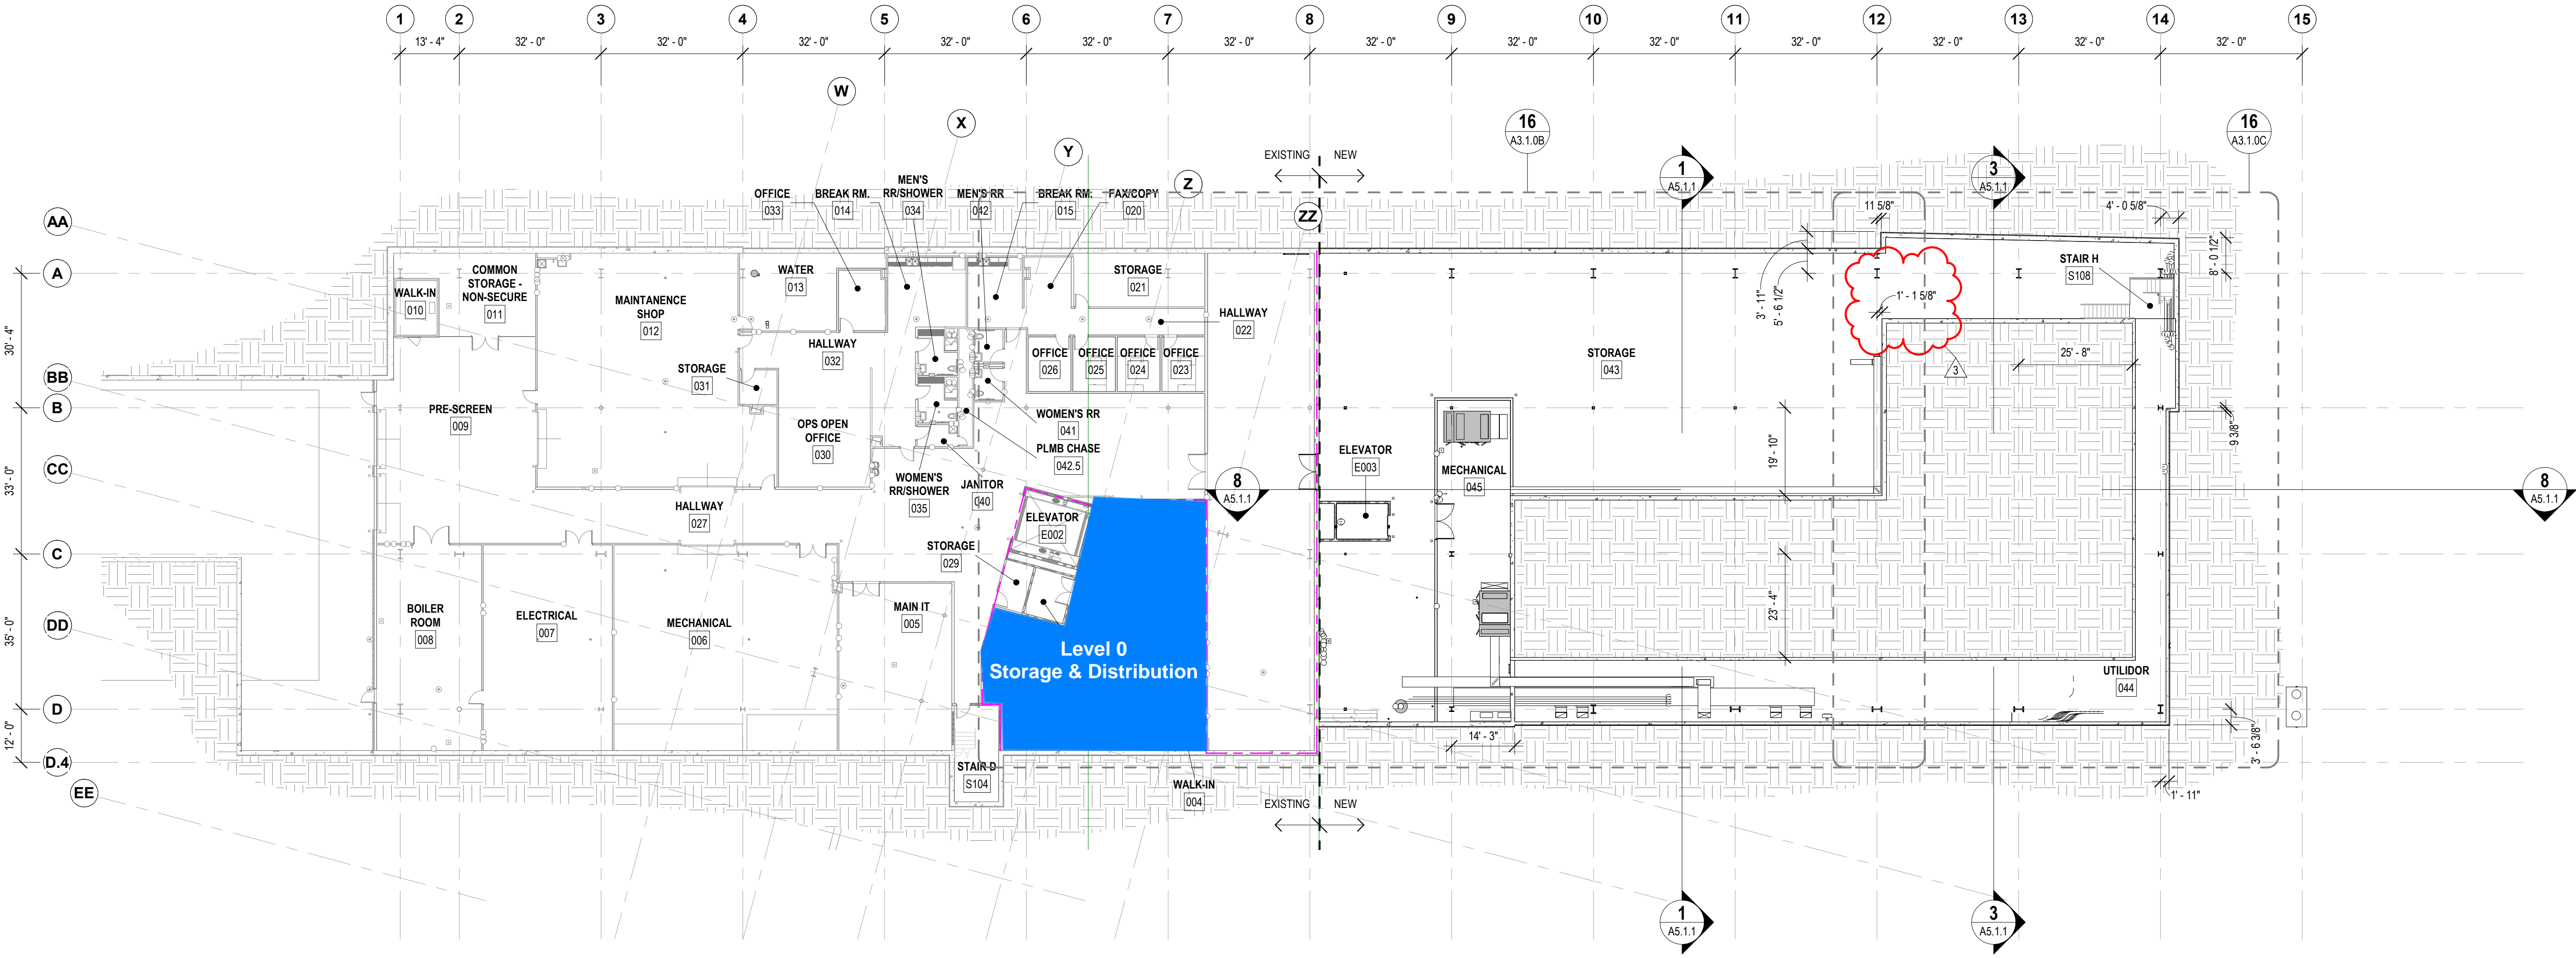 1 2 3 4 5 6 7 8 9 10 11 12 13 14 15
13' - 4" 32' - 0" 32' - 0" 32' - 0" 32' - 0" 32' - 0" 32' - 0" 32' - 0" 32' - 0" 32' - 0" 32' - 0" 32' - 0" 32' - 0" 32' - 0"
W
X
Y
Z
ZZ
16
A3.1.0B
16
A3.1.0C
EXISTING NEW
1
A5.1.1
3
A5.1.1
AA
A
BB
B
CC
C
DD
D
D.4
EE
30' - 4"
33' - 0"
35' - 0"
12' - 0"
OFFICE
033
BREAK RM.
014
MEN'S
RR/SHOWER
034
MEN'S RR
042
BREAK RM.
015
FAX/COPY
020
11 5/8"
4' - 0 5/8"
8' - 0 1/2"
3' - 11"
5' - 6 1/2"
1' - 1 5/8"
STAIR H
S108
WALK-IN
010
COMMON
STORAGE -
NON-SECURE
011
MAINTANENCE
SHOP
012
WATER
013
STORAGE
021
HALLWAY
022
HALLWAY
032
STORAGE
031
OFFICE
026
OFFICE
025
OFFICE
024
OFFICE
023
STORAGE
043
25' - 8"
3
PRE-SCREEN
009
OPS OPEN
OFFICE
030
WOMEN'S RR
041
PLMB CHASE
042.5
WOMEN'S
RR/SHOWER
035
JANITOR
040
ELEVATOR
E003
MECHANICAL
045
19' - 10"
9 3/8"
8
A5.1.1
8
A5.1.1
HALLWAY
027
ELEVATOR
E002
STORAGE
029
23' - 4"
BOILER
ROOM
008
ELECTRICAL
007
MECHANICAL
006
MAIN IT
005
Level 0
Storage & Distribution
UTILIDOR
044
14' - 3"
3' - 6 3/8"
1' - 11"
STAIR D
S104
WALK-IN
004
EXISTING NEW
1
A5.1.1
3
A5.1.1